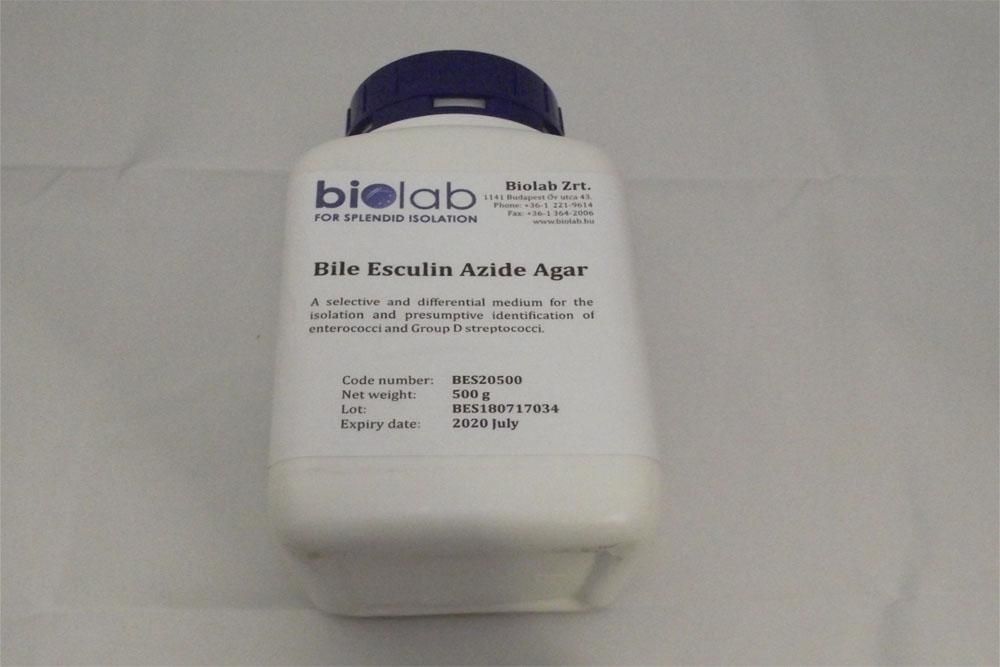 biolab
FOR SPLENDID ISOLATION
Biolab Zrt.
1141 Budapest Öv utca 43.
Phone: +36-1 221-9614
Fax: +36-1 364-2006
www.biolab.hu
Bile Esculin Azide Agar
A selective and differential medium for the
isolation and presumptive identification of
enterococci and Group D streptococci.
Code number: BES20500
Net weight: 500 g
Lot: BES180717034
Expiry date: 2020 July